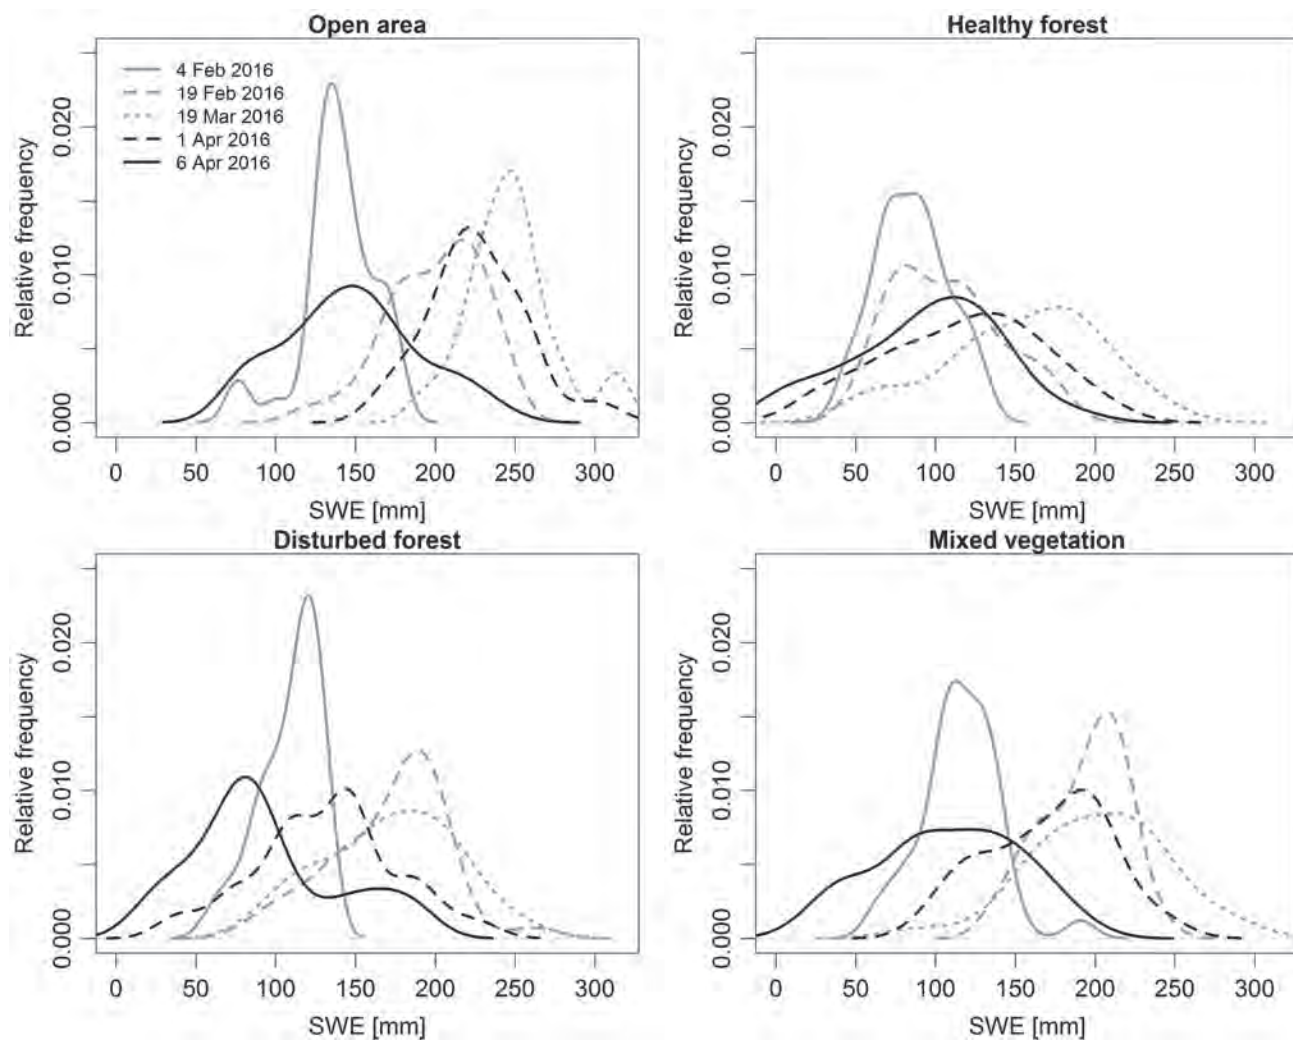 Open area
4 Feb 2016
19 Feb 2016
19 Mar 2016
1 Apr 2016
6 Apr 2016
Relative frequency
0.020
0.010
0.000
0 50 100 150 200 250 300
SWE [mm]
Healthy forest
Relative frequency
0.020
0.010
0.000
0 50 100 150 200 250 300
SWE [mm]
Disturbed forest
Relative frequency
0.020
0.010
0.000
0 50 100 150 200 250 300
SWE [mm]
Mixed vegetation
Relative frequency
0.020
0.010
0.000
0 50 100 150 200 250 300
SWE [mm]